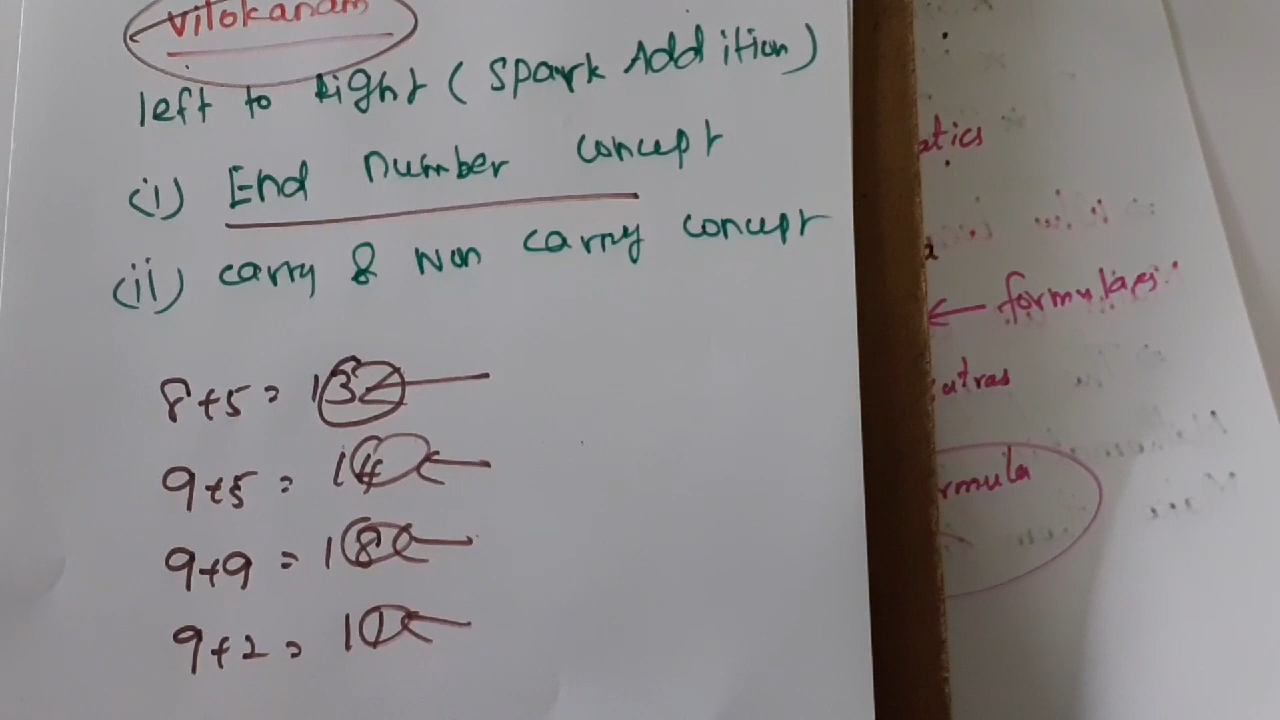 Vilokanam
left to Right (Spark Addition)
(i) End number concept
(ii) carry & Non carry concept
8+5 = 13
9+5 = 14
9+9 = 18
9+2 = 11
atics
← formulaes
utras
rmula